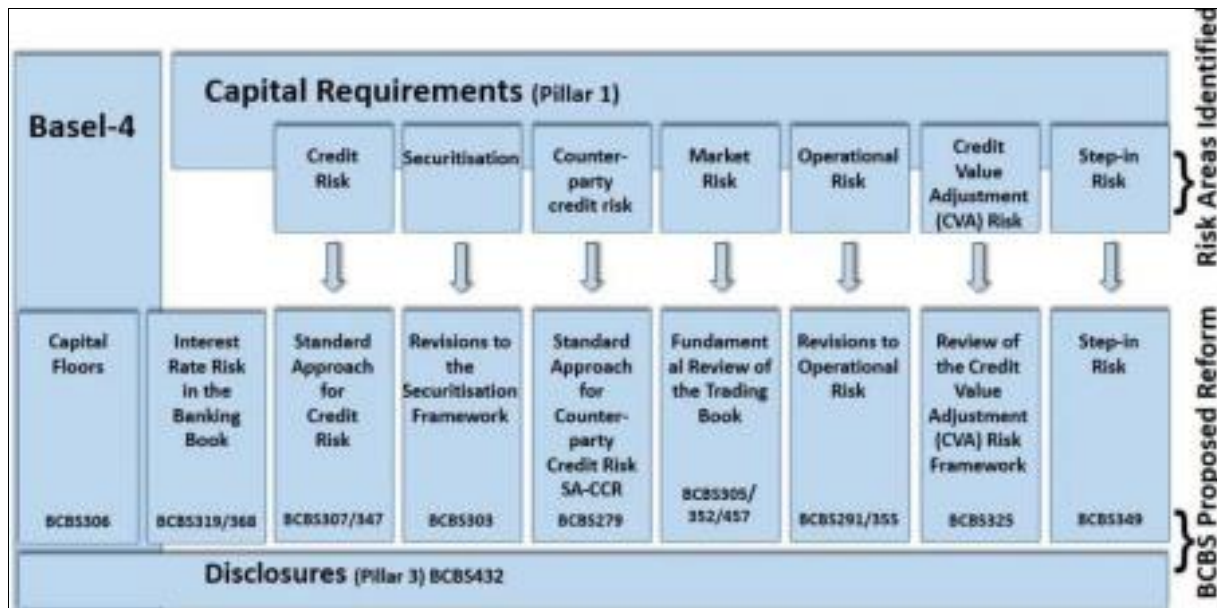 Basel-4
Capital Requirements (Pillar 1)
Credit
Risk
Securitisation
Counter-
party
credit risk
Market
Risk
Operational
Risk
Credit
Value
Adjustment
(CVA) Risk
Step-in
Risk
Risk Areas Identified
Capital
Floors
BCBS306
Interest
Rate Risk
in the
Banking
Book
BCBS319/368
Standard
Approach
for
Credit
Risk
BCBS307/347
Revisions to
the
Securitisation
Framework
BCBS303
Standard
Approach
for
Counter-
party
Credit Risk
SA-CCR
BCBS279
Fundament
al Review of
the Trading
Book
BCBS305/
352/457
Revisions to
Operational
Risk
BCBS291/355
Review of
the Credit
Value
Adjustment
(CVA) Risk
Framework
BCBS325
Step-in
Risk
BCBS349
BCBS Proposed Reform
Disclosures (Pillar 3) BCBS432